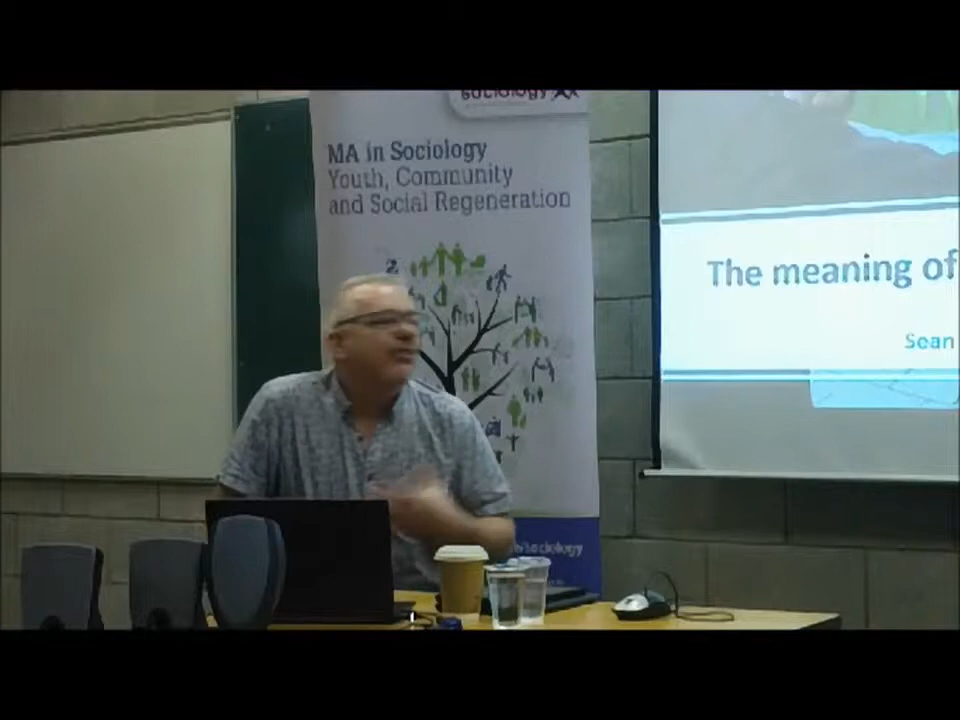 sociology
MA in Sociology
Youth, Community
and Social Regeneration
The meaning of
Sean
/sociology